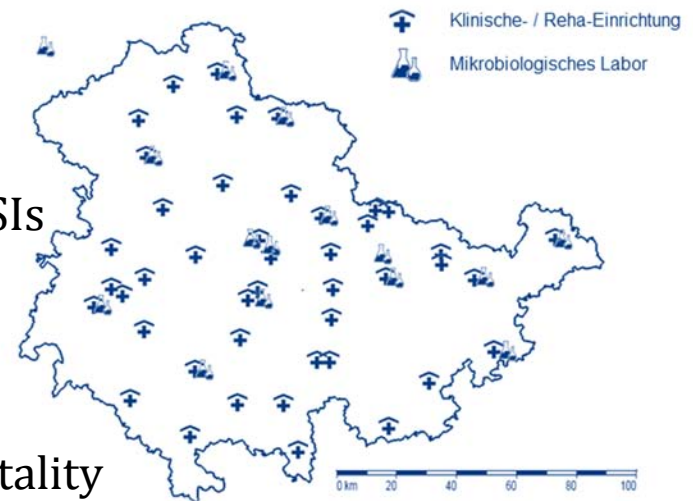 Klinische- / Reha-Einrichtung
Mikrobiologisches Labor
SIs
tality
0 km 20 40 60 80 100